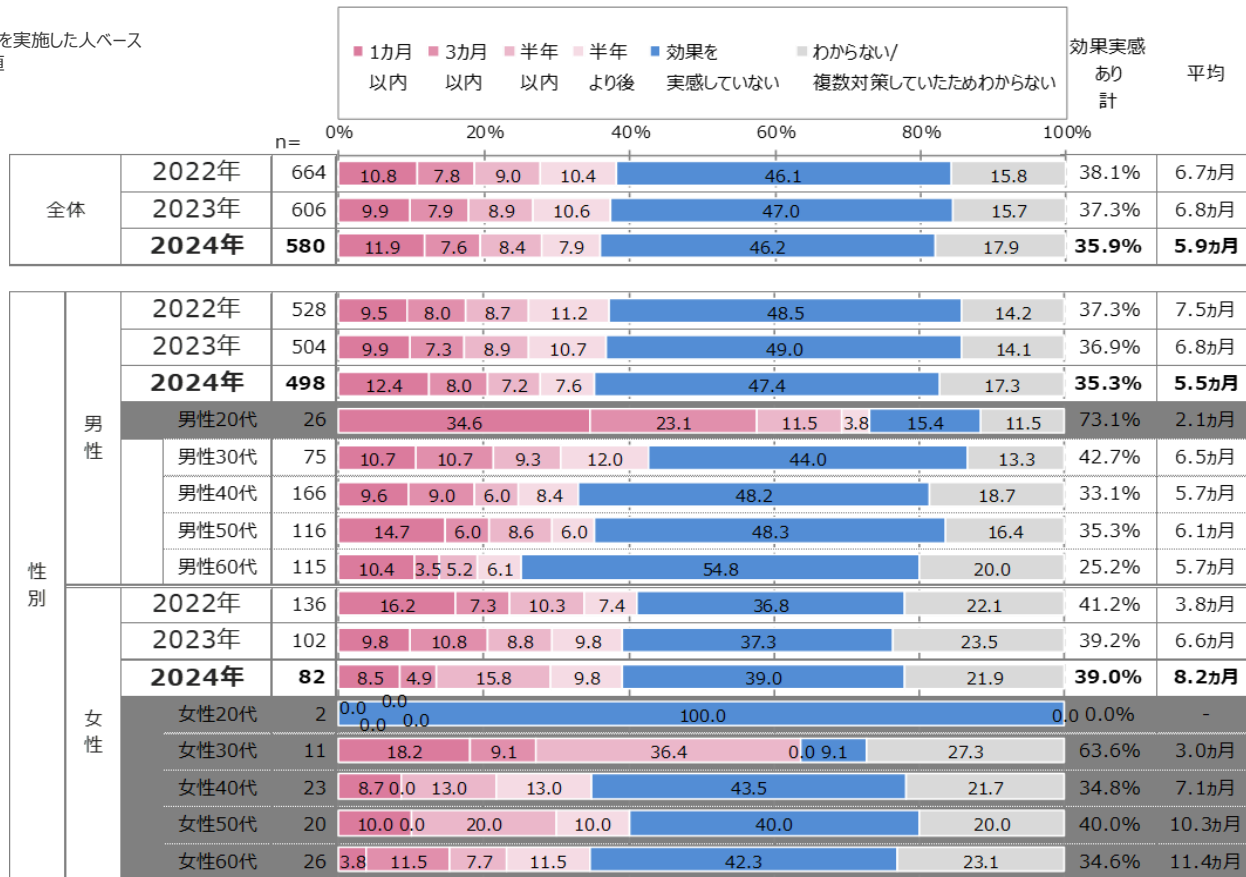 を実施した人ベース
1カ月 3カ月 半年 半年 効果を わからない/
以内 以内 以内 より後 実感していない 複数対策していたためわからない
効果実感
あり
計
平均
n=
0% 20% 40% 60% 80% 100%
全体
2022年 664 10.8 7.8 9.0 10.4 46.1 15.8 38.1% 6.7ヵ月
2023年 606 9.9 7.9 8.9 10.6 47.0 15.7 37.3% 6.8ヵ月
2024年 580 11.9 7.6 8.4 7.9 46.2 17.9 35.9% 5.9ヵ月
性別
男性
2022年 528 9.5 8.0 8.7 11.2 48.5 14.2 37.3% 7.5ヵ月
2023年 504 9.9 7.3 8.9 10.7 49.0 14.1 36.9% 6.8ヵ月
2024年 498 12.4 8.0 7.2 7.6 47.4 17.3 35.3% 5.5ヵ月
男性20代 26 34.6 23.1 11.5 3.8 15.4 11.5 73.1% 2.1ヵ月
男性30代 75 10.7 10.7 9.3 12.0 44.0 13.3 42.7% 6.5ヵ月
男性40代 166 9.6 9.0 6.0 8.4 48.2 18.7 33.1% 5.7ヵ月
男性50代 116 14.7 6.0 8.6 6.0 48.3 16.4 35.3% 6.1ヵ月
男性60代 115 10.4 3.5 5.2 6.1 54.8 20.0 25.2% 5.7ヵ月
女性
2022年 136 16.2 7.3 10.3 7.4 36.8 22.1 41.2% 3.8ヵ月
2023年 102 9.8 10.8 8.8 9.8 37.3 23.5 39.2% 6.6ヵ月
2024年 82 8.5 4.9 15.8 9.8 39.0 21.9 39.0% 8.2ヵ月
女性20代 2 0.0 0.0 0.0 0.0 100.0 0.0 0.0% -
女性30代 11 18.2 9.1 36.4 0.0 9.1 27.3 63.6% 3.0ヵ月
女性40代 23 8.7 0.0 13.0 13.0 43.5 21.7 34.8% 7.1ヵ月
女性50代 20 10.0 0.0 20.0 10.0 40.0 20.0 40.0% 10.3ヵ月
女性60代 26 3.8 11.5 7.7 11.5 42.3 23.1 34.6% 11.4ヵ月